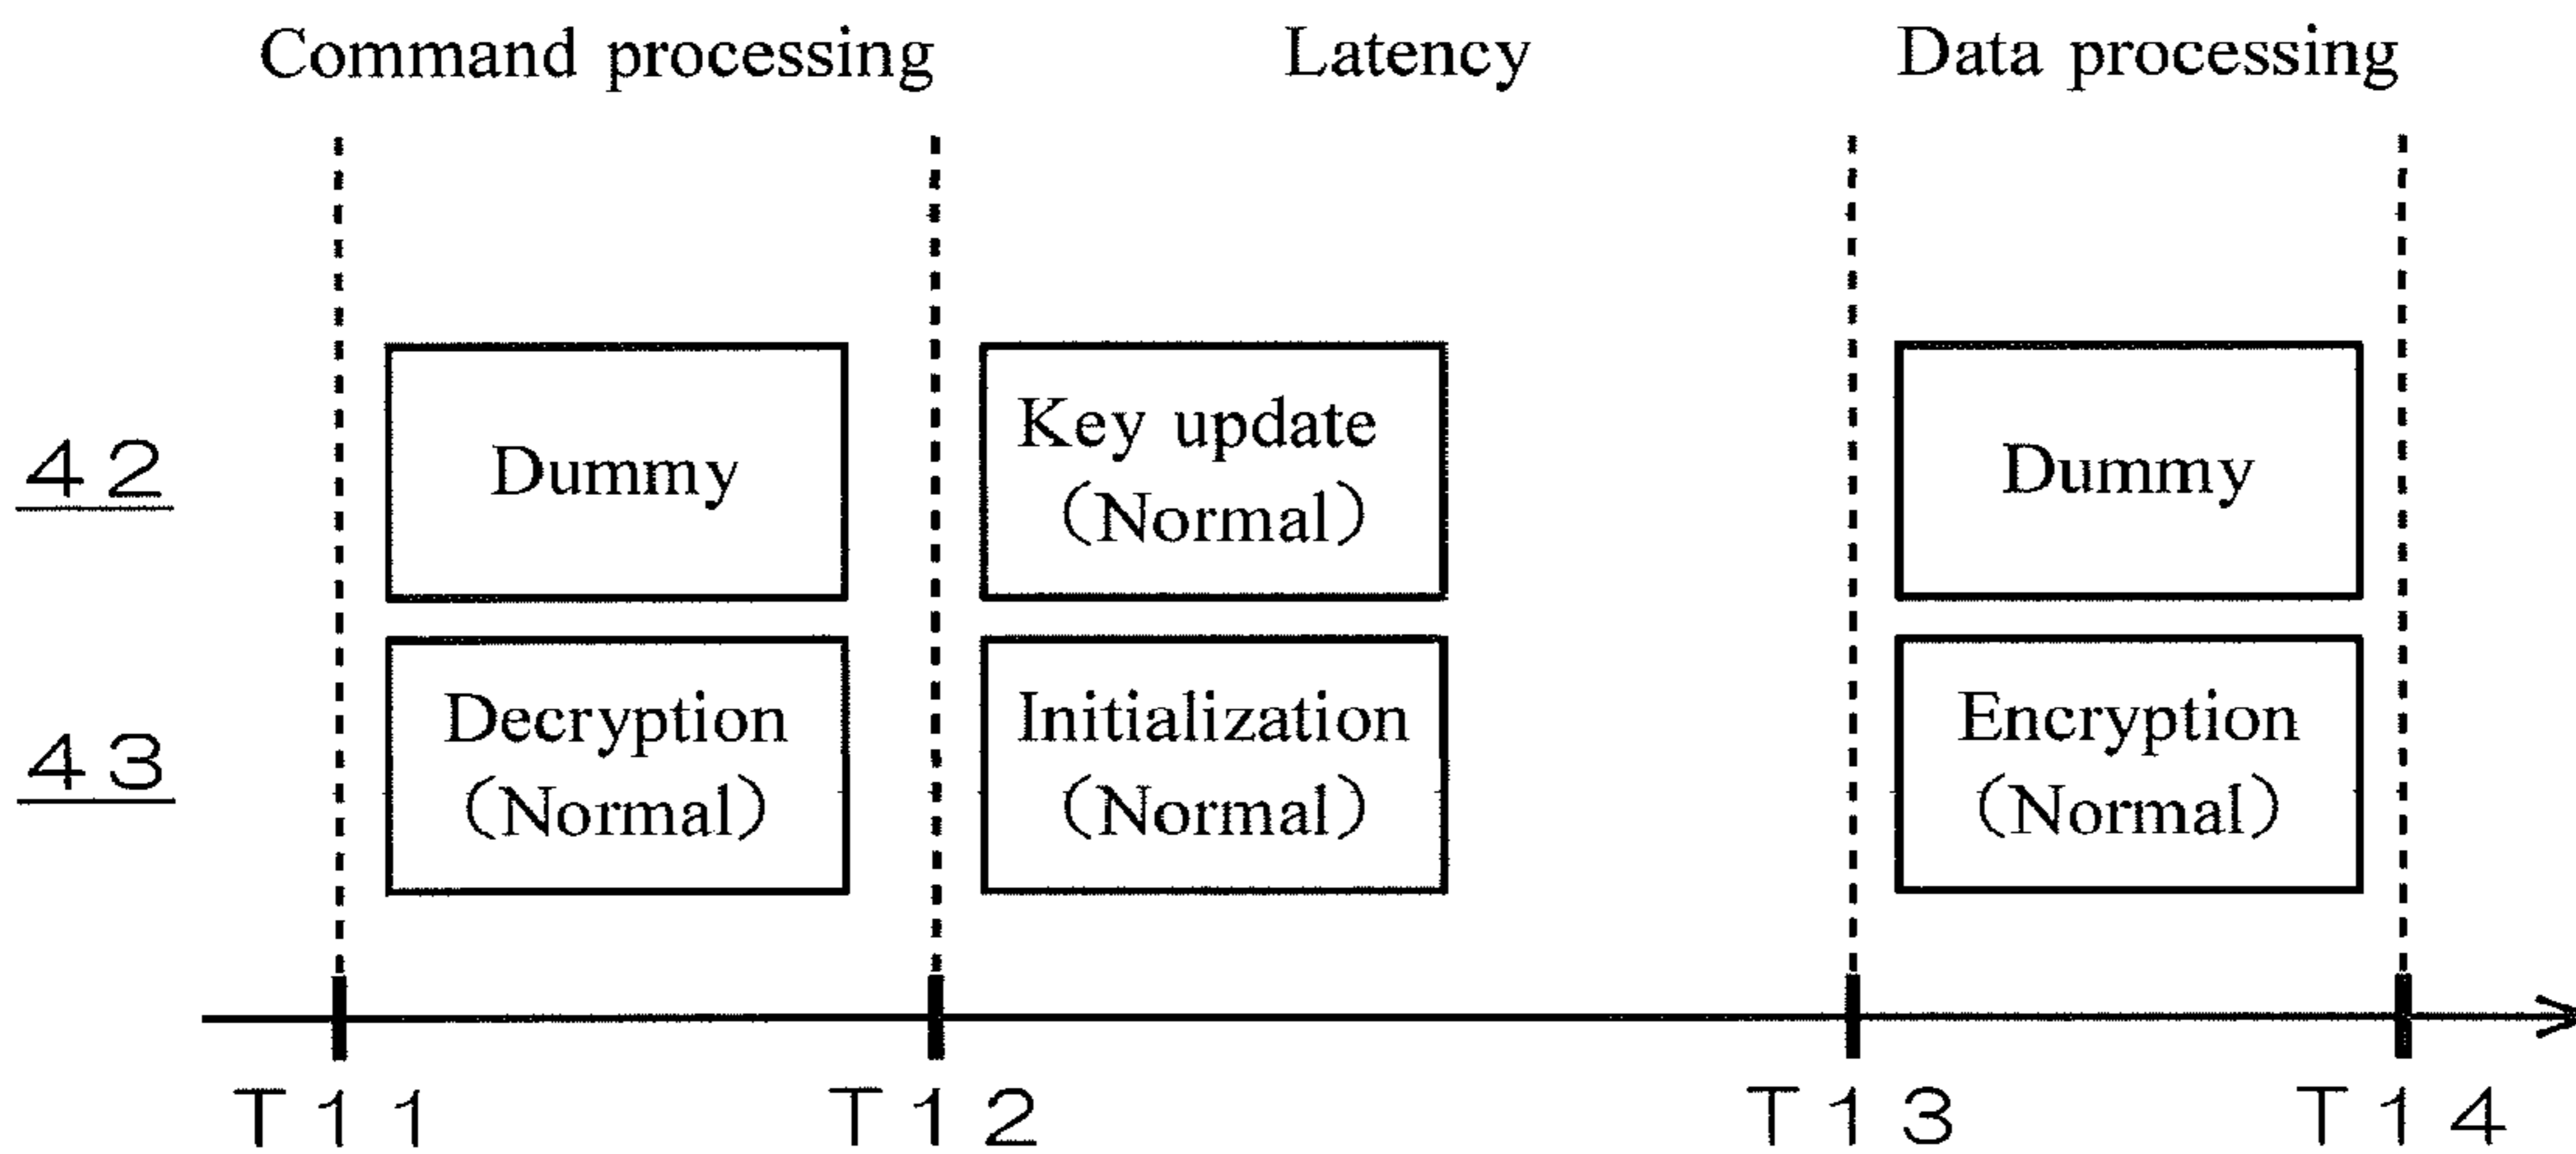 Command processing
Latency
Data processing
42
Dummy
Key update
(Normal)
Dummy
43
Decryption
(Normal)
Initialization
(Normal)
Encryption
(Normal)
T11
T12
T13
T14